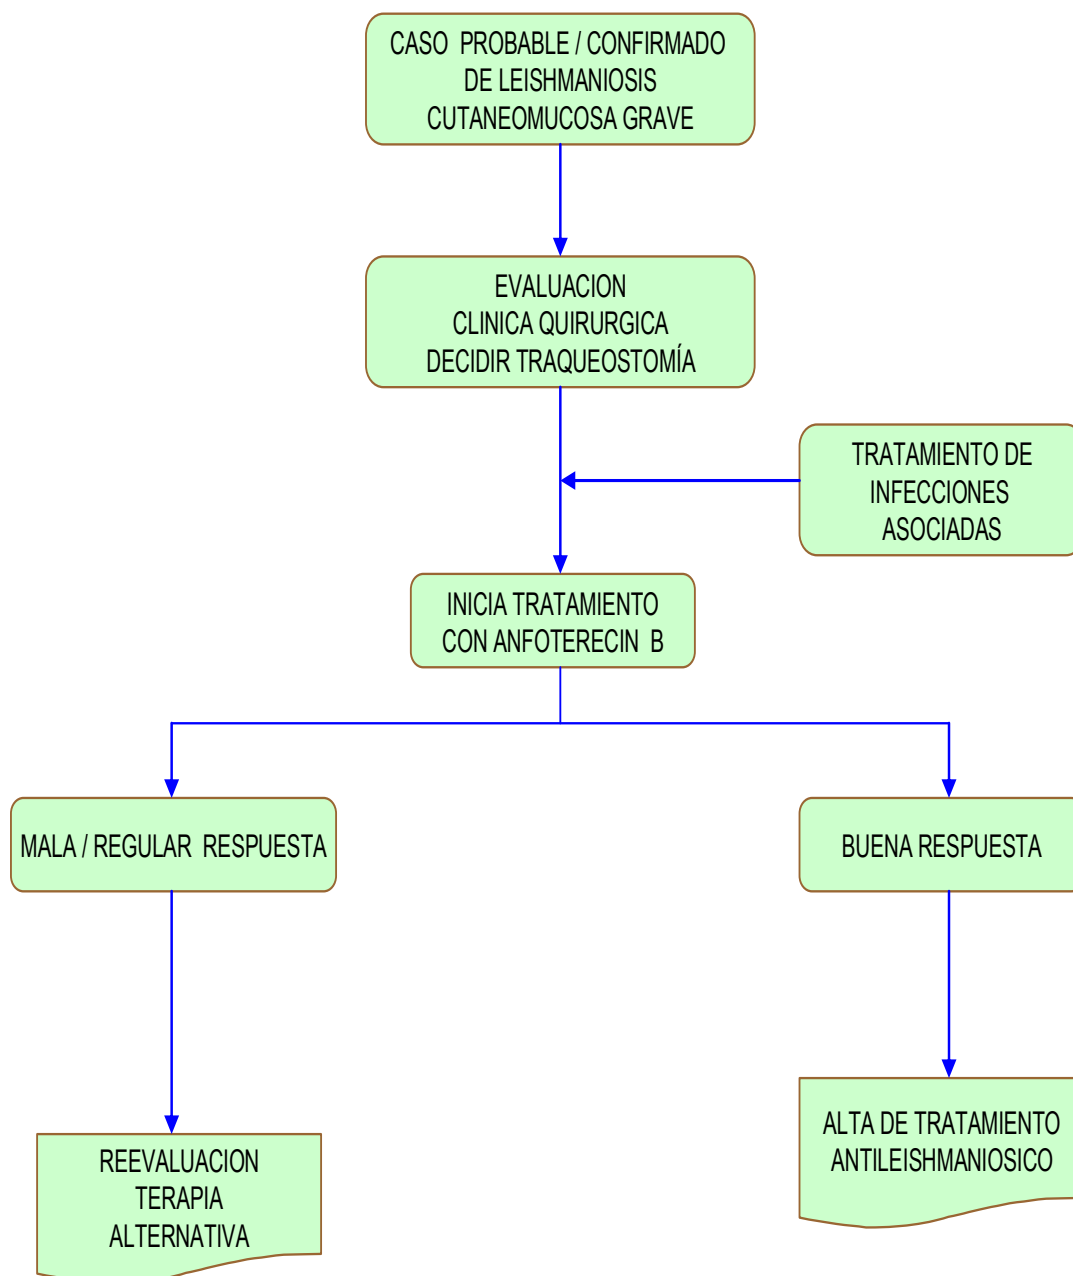 CASO PROBABLE / CONFIRMADO
DE LEISHMANIOSIS
CUTANEOMUCOSA GRAVE
EVALUACION
CLINICA QUIRURGICA
DECIDIR TRAQUEOSTOMÍA
TRATAMIENTO DE
INFECCIONES
ASOCIADAS
INICIA TRATAMIENTO
CON ANFOTERECIN B
MALA / REGULAR RESPUESTA
BUENA RESPUESTA
REEVALUACION
TERAPIA
ALTERNATIVA
ALTA DE TRATAMIENTO
ANTILEISHMANIOSICO